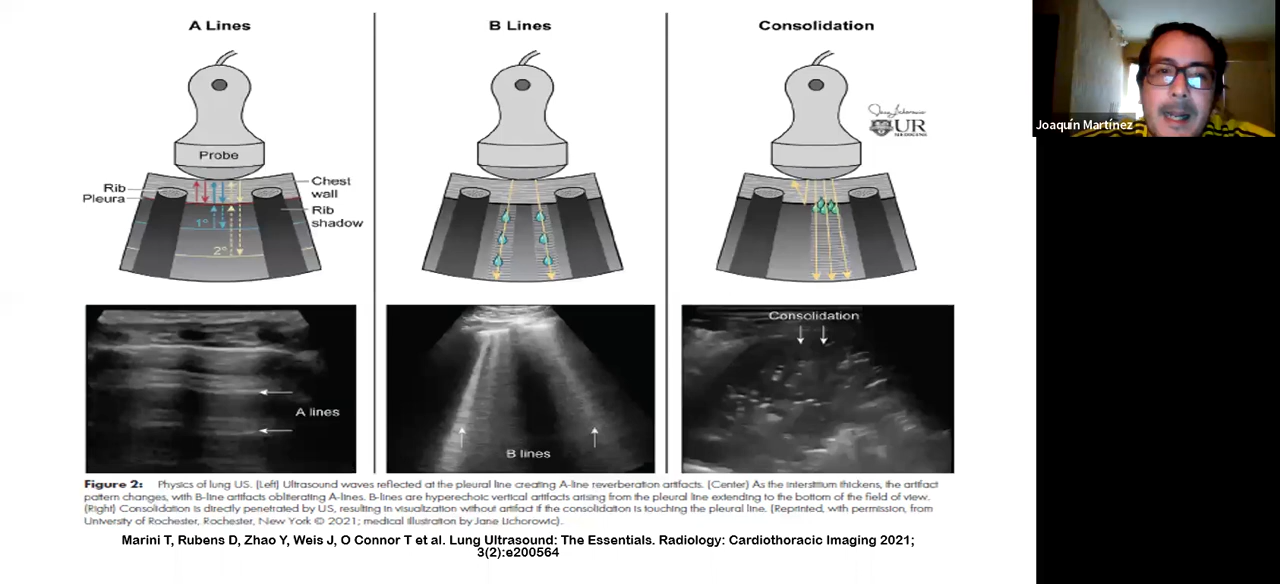 A Lines
B Lines
Consolidation
UR
MEDICINE
Joaquín Martínez
Probe
Rib
Pleura
Chest
wall
Rib
shadow
1°
2°
Consolidation
A lines
B lines
Figure 2: Physics of lung US. (Left) Ultrasound waves reflected at the pleural line creating A-line reverberation artifacts. (Center) As the interstitium thickens, the artifact
pattern changes, with B-line artifacts obliterating A-lines. B-lines are hyperechoic vertical artifacts arising from the pleural line extending to the bottom of the field of view.
(Right) Consolidation is directly penetrated by US, resulting in visualization without artifact if the consolidation is touching the pleural line. (Reprinted, with permission, from
University of Rochester, Rochester, New York © 2021; medical illustration by Jane Lichorowic).
Marini T, Rubens D, Zhao Y, Weis J, O Connor T et al. Lung Ultrasound: The Essentials. Radiology: Cardiothoracic Imaging 2021;
3(2):e200564